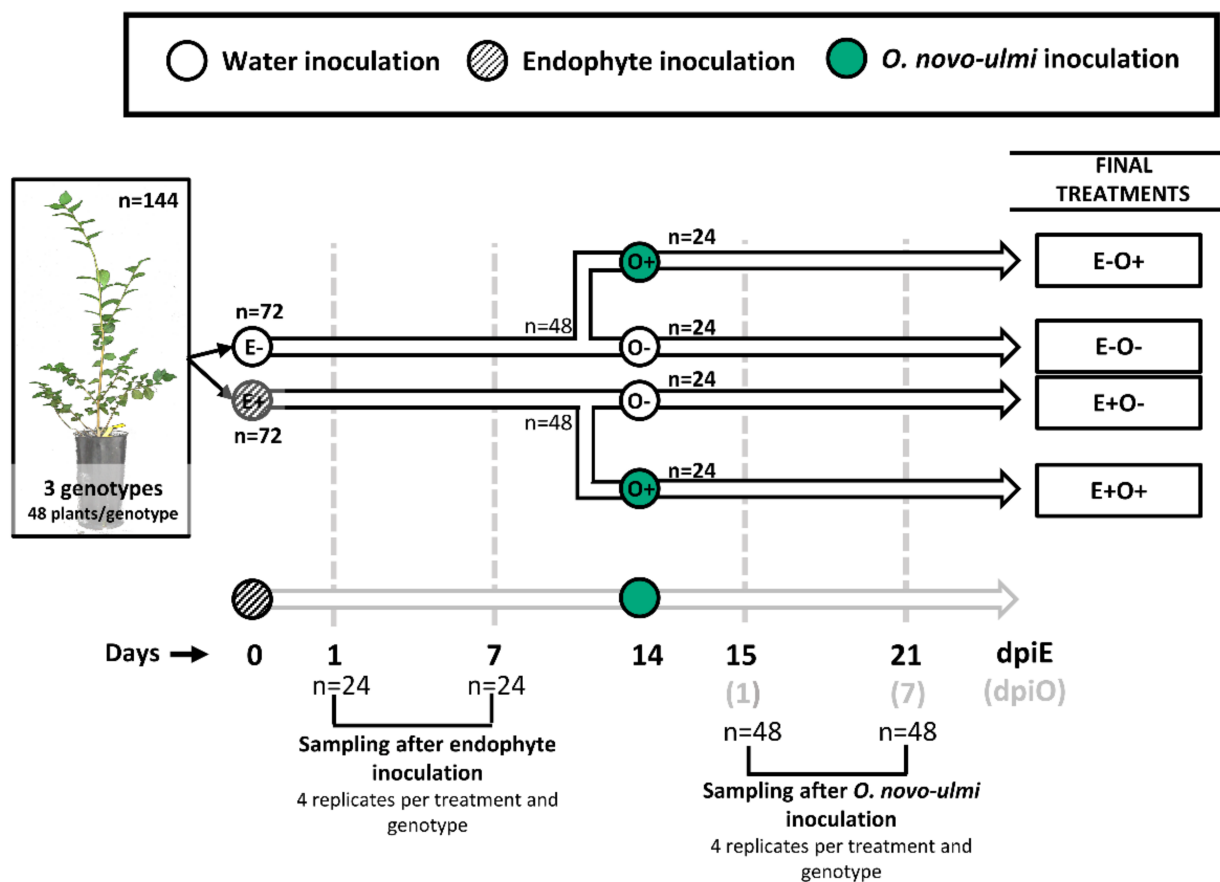 Water inoculation
Endophyte inoculation
O. novo-ulmi inoculation
n=144
3 genotypes
48 plants/genotype
FINAL
TREATMENTS
n=24
O+
E-O+
n=72
E-
n=48
n=24
O-
E-O-
E+
n=72
n=48
n=24
O-
E+O-
n=24
O+
E+O+
Days
0
1
7
14
15
21
dpiE
(1)
(7)
(dpiO)
n=24
n=24
n=48
n=48
Sampling after endophyte
inoculation
4 replicates per treatment and
genotype
Sampling after O. novo-ulmi
inoculation
4 replicates per treatment and
genotype